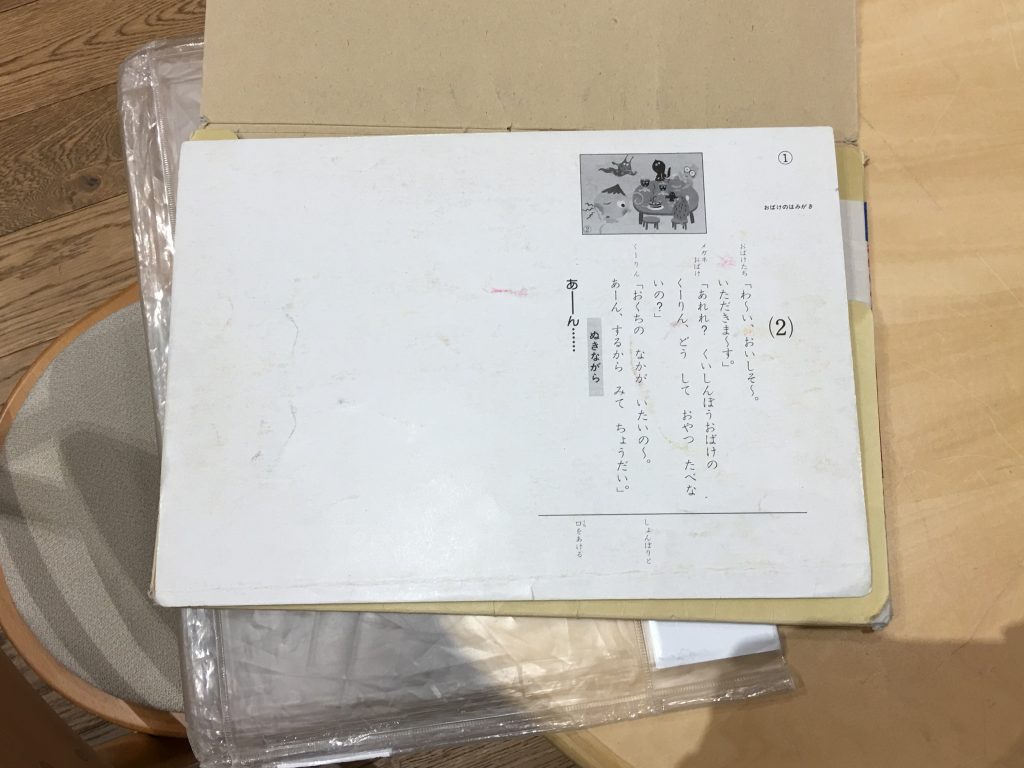 ①
おばけのはみがき
(2)
おばけたち
「わ〜い、おいしそ〜。
いただきま〜す。」
メガネおばけ
「あれれ? くいしんぼうおばけの
くーりん、どう して おやつ たべな
いの?」
くーりん
「おくちの なかが いたいの〜。
あーん、するから みて ちょうだい。」
ぬきながら
あ――ん……
しょんぼりと
口をあける
②